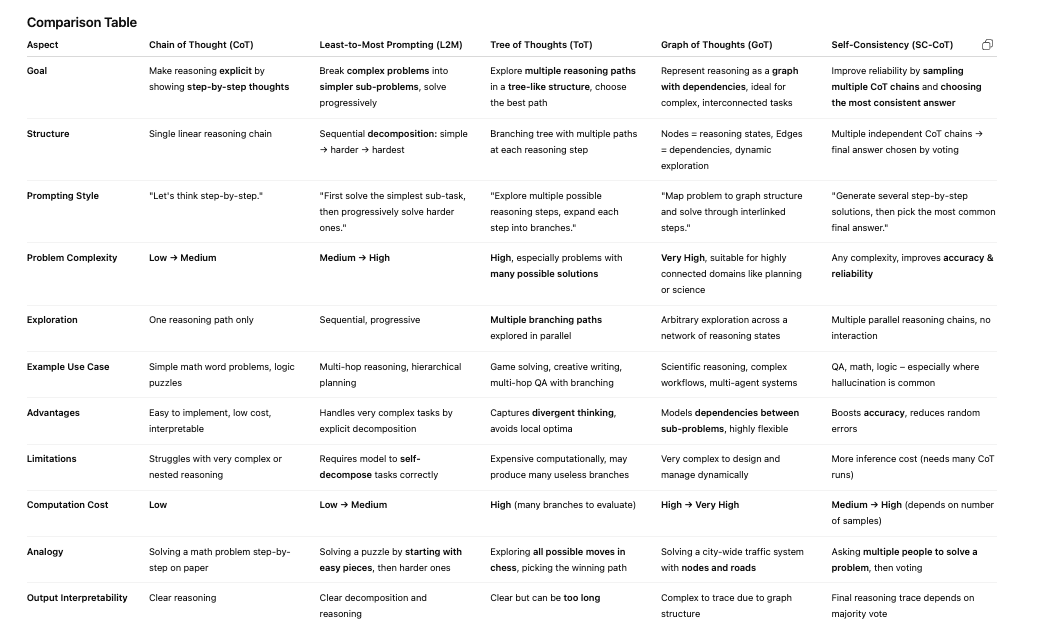 Comparison Table
Aspect
Chain of Thought (CoT)
Least-to-Most Prompting (L2M)
Tree of Thoughts (ToT)
Graph of Thoughts (GoT)
Self-Consistency (SC-CoT)
Goal
Make reasoning explicit by
showing step-by-step thoughts
Break complex problems into
simpler sub-problems, solve
progressively
Explore multiple reasoning paths
in a tree-like structure, choose
the best path
Represent reasoning as a graph
with dependencies, ideal for
complex, interconnected tasks
Improve reliability by sampling
multiple CoT chains and choosing
the most consistent answer
Structure
Single linear reasoning chain
Sequential decomposition: simple
→ harder → hardest
Branching tree with multiple paths
at each reasoning step
Nodes = reasoning states, Edges
= dependencies, dynamic
exploration
Multiple independent CoT chains →
final answer chosen by voting
Prompting Style
"Let's think step-by-step."
"First solve the simplest sub-task,
then progressively solve harder
ones."
"Explore multiple possible
reasoning steps, expand each
step into branches."
"Map problem to graph structure
and solve through interlinked
steps."
"Generate several step-by-step
solutions, then pick the most common
final answer."
Problem Complexity
Low → Medium
Medium → High
High, especially problems with
many possible solutions
Very High, suitable for highly
connected domains like planning
or science
Any complexity, improves accuracy &
reliability
Exploration
One reasoning path only
Sequential, progressive
Multiple branching paths
explored in parallel
Arbitrary exploration across a
network of reasoning states
Multiple parallel reasoning chains, no
interaction
Example Use Case
Simple math word problems, logic
puzzles
Multi-hop reasoning, hierarchical
planning
Game solving, creative writing,
multi-hop QA with branching
Scientific reasoning, complex
workflows, multi-agent systems
QA, math, logic – especially where
hallucination is common
Advantages
Easy to implement, low cost,
interpretable
Handles very complex tasks by
explicit decomposition
Captures divergent thinking,
avoids local optima
Models dependencies between
sub-problems, highly flexible
Boosts accuracy, reduces random
errors
Limitations
Struggles with very complex or
nested reasoning
Requires model to self-
decompose tasks correctly
Expensive computationally, may
produce many useless branches
Very complex to design and
manage dynamically
More inference cost (needs many CoT
runs)
Computation Cost
Low
Low → Medium
High (many branches to evaluate)
High → Very High
Medium → High (depends on number
of samples)
Analogy
Solving a math problem step-by-
step on paper
Solving a puzzle by starting with
easy pieces, then harder ones
Exploring all possible moves in
chess, picking the winning path
Solving a city-wide traffic system
with nodes and roads
Asking multiple people to solve a
problem, then voting
Output Interpretability
Clear reasoning
Clear decomposition and
reasoning
Clear but can be too long
Complex to trace due to graph
structure
Final reasoning trace depends on
majority vote